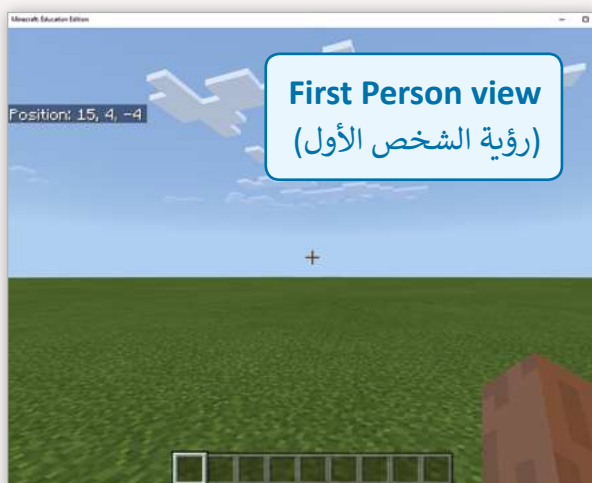 Minecraft: Education Edition
First Person view
(رؤية الشخص الأول)
Position: 15, 4, -4